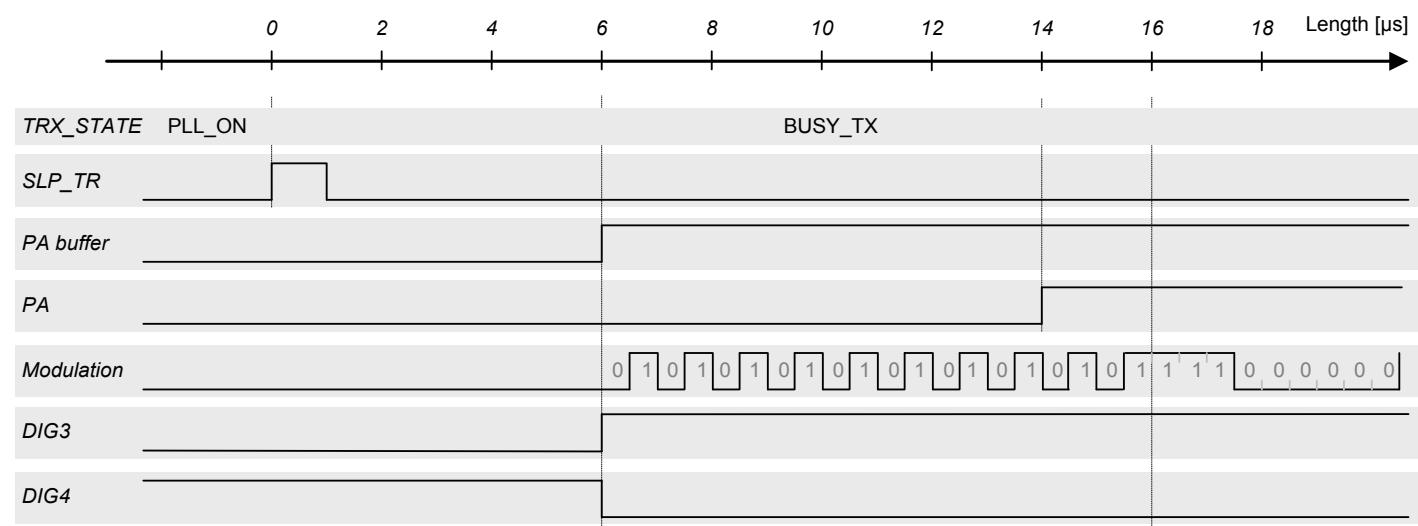 0 2 4 6 8 10 12 14 16 18 Length [µs]
TRX_STATE PLL_ON BUSY_TX
SLP_TR
PA buffer
PA
Modulation 0 1 0 1 0 1 0 1 0 1 0 1 0 1 0 1 0 1 0 1 1 1 1 0 0 0 0 0 0
DIG3
DIG4